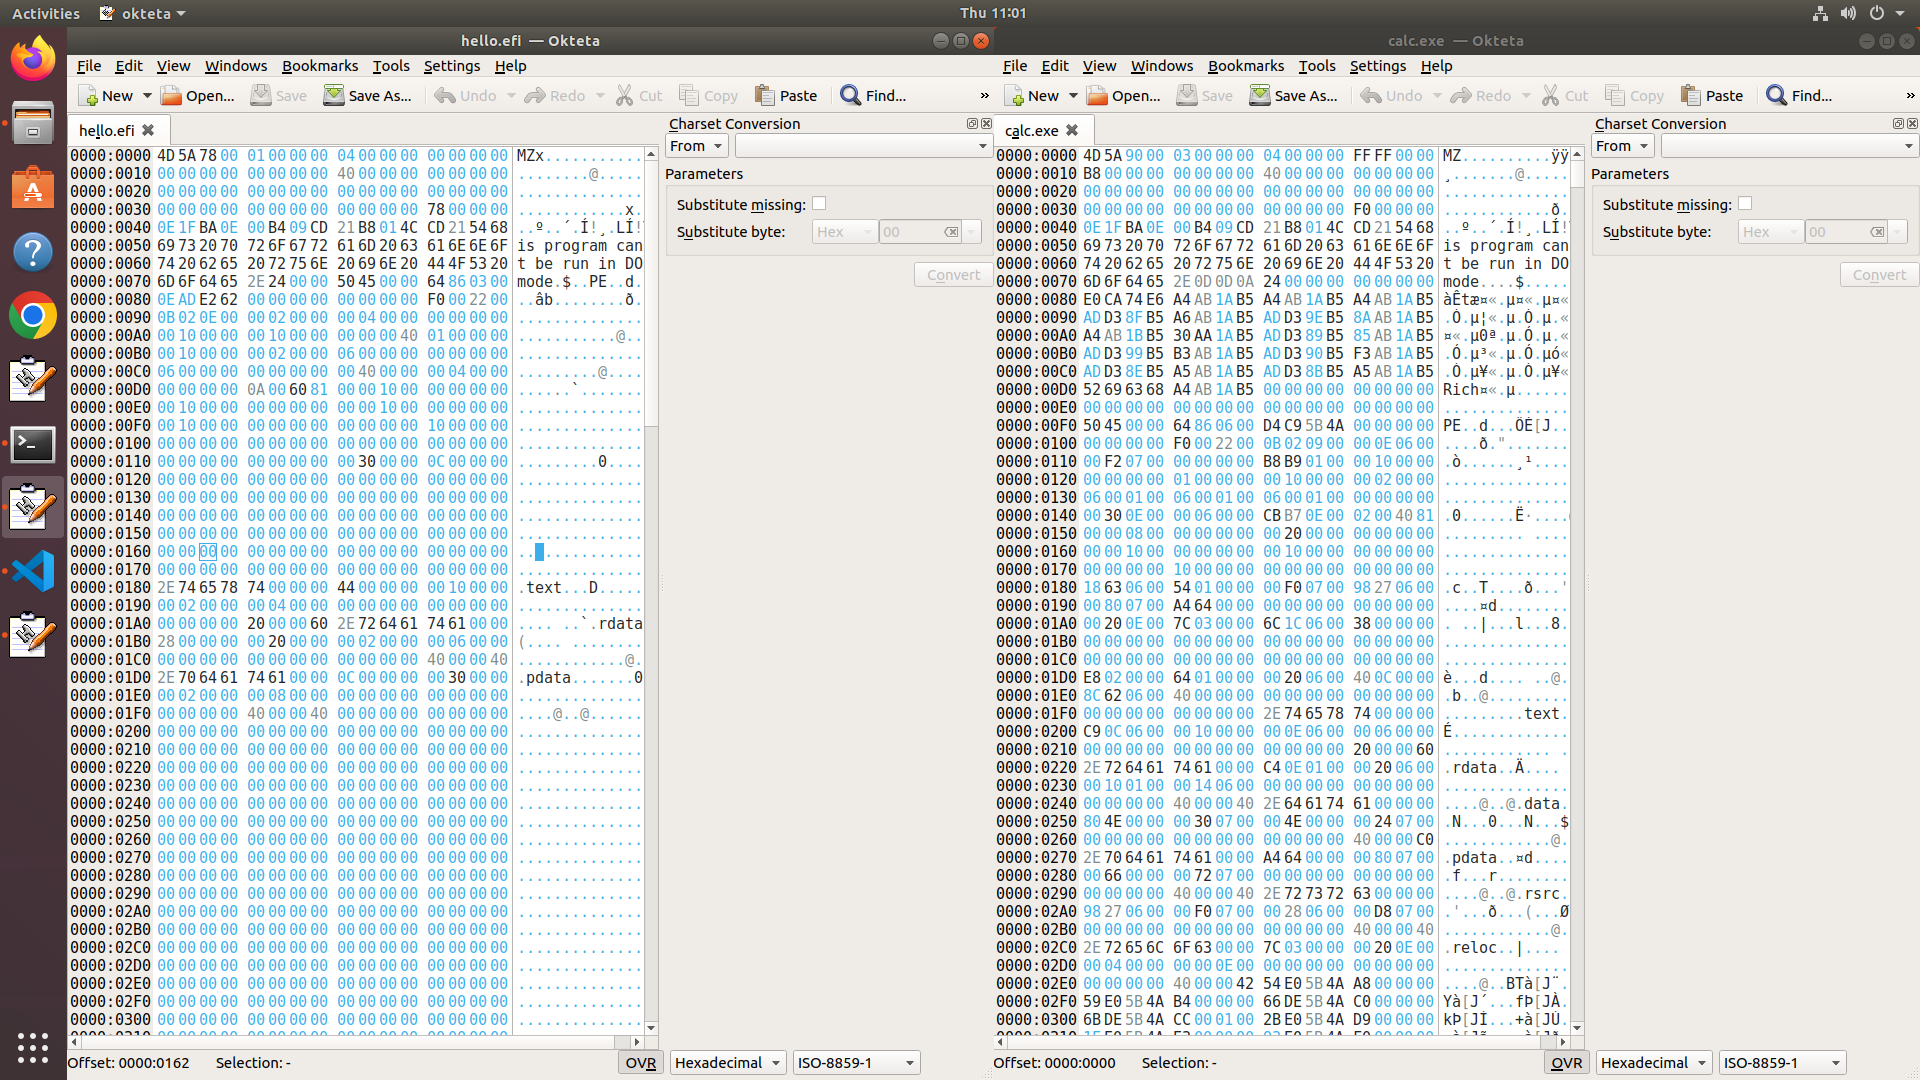 Activities okteta Thu 11:01
hello.efi — Okteta
File Edit View Windows Bookmarks Tools Settings Help
New Open... Save Save As... Undo Redo Cut Copy Paste Find... »
hello.efi
0000:0000 4D 5A 78 00 01 00 00 00 04 00 00 00 00 00 00 00 MZx.............
0000:0010 00 00 00 00 00 00 00 00 40 00 00 00 00 00 00 00 ........@.....
0000:0020 00 00 00 00 00 00 00 00 00 00 00 00 00 00 00 00 ..............
0000:0030 00 00 00 00 00 00 00 00 00 00 00 00 78 00 00 00 ............x.
0000:0040 0E 1F BA 0E 00 B4 09 CD 21 B8 01 4C CD 21 54 68 ..º..´.Í!¸.LÍ!
0000:0050 69 73 20 70 72 6F 67 72 61 6D 20 63 61 6E 6E 6F is program can
0000:0060 74 20 62 65 20 72 75 6E 20 69 6E 20 44 4F 53 20 t be run in DO
0000:0070 6D 6F 64 65 2E 24 00 00 50 45 00 00 64 86 03 00 mode.$..PE..d.
0000:0080 0E AD E2 62 00 00 00 00 00 00 00 00 F0 00 22 00 ..âb........ð.
0000:0090 0B 02 0E 00 00 02 00 00 00 04 00 00 00 00 00 00 ..............
0000:00A0 00 10 00 00 00 10 00 00 00 00 00 40 01 00 00 00 ...........@..
0000:00B0 00 10 00 00 00 02 00 00 06 00 00 00 00 00 00 00 ..............
0000:00C0 06 00 00 00 00 00 00 00 00 40 00 00 00 04 00 00 .........@....
0000:00D0 00 00 00 00 0A 00 60 81 00 00 10 00 00 00 00 00 ......`.......
0000:00E0 00 10 00 00 00 00 00 00 00 00 10 00 00 00 00 00 ..............
0000:00F0 00 10 00 00 00 00 00 00 00 00 00 00 10 00 00 00 ..............
0000:0100 00 00 00 00 00 00 00 00 00 00 00 00 00 00 00 00 ..............
0000:0110 00 00 00 00 00 00 00 00 00 30 00 00 0C 00 00 00 .........0....
0000:0120 00 00 00 00 00 00 00 00 00 00 00 00 00 00 00 00 ..............
0000:0130 00 00 00 00 00 00 00 00 00 00 00 00 00 00 00 00 ..............
0000:0140 00 00 00 00 00 00 00 00 00 00 00 00 00 00 00 00 ..............
0000:0150 00 00 00 00 00 00 00 00 00 00 00 00 00 00 00 00 ..............
0000:0160 00 00 00 00 00 00 00 00 00 00 00 00 00 00 00 00 ..............
0000:0170 00 00 00 00 00 00 00 00 00 00 00 00 00 00 00 00 ..............
0000:0180 2E 74 65 78 74 00 00 00 44 00 00 00 00 10 00 00 .text...D.....
0000:0190 00 02 00 00 00 04 00 00 00 00 00 00 00 00 00 00 ..............
0000:01A0 00 00 00 00 20 00 00 60 2E 72 64 61 74 61 00 00 .... ..`.rdata
0000:01B0 28 00 00 00 00 20 00 00 00 02 00 00 00 06 00 00 (.... ........
0000:01C0 00 00 00 00 00 00 00 00 00 00 00 00 40 00 00 40 ............@.
0000:01D0 2E 70 64 61 74 61 00 00 0C 00 00 00 00 30 00 00 .pdata.......0
0000:01E0 00 02 00 00 00 08 00 00 00 00 00 00 00 00 00 00 ..............
0000:01F0 00 00 00 00 40 00 00 40 00 00 00 00 00 00 00 00 ....@..@......
0000:0200 00 00 00 00 00 00 00 00 00 00 00 00 00 00 00 00 ..............
0000:0210 00 00 00 00 00 00 00 00 00 00 00 00 00 00 00 00 ..............
0000:0220 00 00 00 00 00 00 00 00 00 00 00 00 00 00 00 00 ..............
0000:0230 00 00 00 00 00 00 00 00 00 00 00 00 00 00 00 00 ..............
0000:0240 00 00 00 00 00 00 00 00 00 00 00 00 00 00 00 00 ..............
0000:0250 00 00 00 00 00 00 00 00 00 00 00 00 00 00 00 00 ..............
0000:0260 00 00 00 00 00 00 00 00 00 00 00 00 00 00 00 00 ..............
0000:0270 00 00 00 00 00 00 00 00 00 00 00 00 00 00 00 00 ..............
0000:0280 00 00 00 00 00 00 00 00 00 00 00 00 00 00 00 00 ..............
0000:0290 00 00 00 00 00 00 00 00 00 00 00 00 00 00 00 00 ..............
0000:02A0 00 00 00 00 00 00 00 00 00 00 00 00 00 00 00 00 ..............
0000:02B0 00 00 00 00 00 00 00 00 00 00 00 00 00 00 00 00 ..............
0000:02C0 00 00 00 00 00 00 00 00 00 00 00 00 00 00 00 00 ..............
0000:02D0 00 00 00 00 00 00 00 00 00 00 00 00 00 00 00 00 ..............
0000:02E0 00 00 00 00 00 00 00 00 00 00 00 00 00 00 00 00 ..............
0000:02F0 00 00 00 00 00 00 00 00 00 00 00 00 00 00 00 00 ..............
0000:0300 00 00 00 00 00 00 00 00 00 00 00 00 00 00 00 00 ..............
Charset Conversion
From
Parameters
Substitute missing:
Substitute byte: Hex 00
Convert
Offset: 0000:0162 Selection: - OVR Hexadecimal ISO-8859-1
calc.exe — Okteta
File Edit View Windows Bookmarks Tools Settings Help
New Open... Save Save As... Undo Redo Cut Copy Paste Find... »
calc.exe
0000:0000 4D 5A 90 00 03 00 00 00 04 00 00 00 FF FF 00 00 MZ..........ÿÿ
0000:0010 B8 00 00 00 00 00 00 00 40 00 00 00 00 00 00 00 ¸.......@.....
0000:0020 00 00 00 00 00 00 00 00 00 00 00 00 00 00 00 00 ..............
0000:0030 00 00 00 00 00 00 00 00 00 00 00 00 F0 00 00 00 ............ð.
0000:0040 0E 1F BA 0E 00 B4 09 CD 21 B8 01 4C CD 21 54 68 ..º..´.Í!¸.LÍ!
0000:0050 69 73 20 70 72 6F 67 72 61 6D 20 63 61 6E 6E 6F is program can
0000:0060 74 20 62 65 20 72 75 6E 20 69 6E 20 44 4F 53 20 t be run in DO
0000:0070 6D 6F 64 65 2E 0D 0D 0A 24 00 00 00 00 00 00 00 mode....$.....
0000:0080 E0 CA 74 E6 A4 AB 1A B5 A4 AB 1A B5 A4 AB 1A B5 àÊtæ¤«.µ¤«.µ¤«
0000:0090 AD D3 8F B5 A6 AB 1A B5 AD D3 9E B5 8A AB 1A B5 .Ó.µ¦«.µ.Ó.µ.«
0000:00A0 A4 AB 1B B5 30 AA 1A B5 AD D3 89 B5 85 AB 1A B5 ¤«.µ0ª.µ.Ó.µ.«
0000:00B0 AD D3 99 B5 B3 AB 1A B5 AD D3 90 B5 F3 AB 1A B5 .Ó.µ³«.µ.Ó.µó«
0000:00C0 AD D3 8E B5 A5 AB 1A B5 AD D3 8B B5 A5 AB 1A B5 .Ó.µ¥«.µ.Ó.µ¥«
0000:00D0 52 69 63 68 A4 AB 1A B5 00 00 00 00 00 00 00 00 Rich¤«.µ......
0000:00E0 00 00 00 00 00 00 00 00 00 00 00 00 00 00 00 00 ..............
0000:00F0 50 45 00 00 64 86 06 00 D4 C9 5B 4A 00 00 00 00 PE..d...ÔÉ[J..
0000:0100 00 00 00 00 F0 00 22 00 0B 02 09 00 00 0E 06 00 ....ð.".......
0000:0110 00 F2 07 00 00 00 00 00 B8 B9 01 00 00 10 00 00 .ò......¸¹....
0000:0120 00 00 00 00 01 00 00 00 00 10 00 00 00 02 00 00 ..............
0000:0130 06 00 01 00 06 00 01 00 06 00 01 00 00 00 00 00 ..............
0000:0140 00 30 0E 00 00 06 00 00 CB B7 0E 00 02 00 40 81 .0......Ë·....
0000:0150 00 00 08 00 00 00 00 00 00 20 00 00 00 00 00 00 ......... ....
0000:0160 00 00 10 00 00 00 00 00 00 10 00 00 00 00 00 00 ..............
0000:0170 00 00 00 00 10 00 00 00 00 00 00 00 00 00 00 00 ..............
0000:0180 18 63 06 00 54 01 00 00 00 F0 07 00 98 27 06 00 .c..T....ð...'
0000:0190 00 80 07 00 A4 64 00 00 00 00 00 00 00 00 00 00 ....¤d........
0000:01A0 00 20 0E 00 7C 03 00 00 6C 1C 06 00 38 00 00 00 . ..|...l...8.
0000:01B0 00 00 00 00 00 00 00 00 00 00 00 00 00 00 00 00 ..............
0000:01C0 00 00 00 00 00 00 00 00 00 00 00 00 00 00 00 00 ..............
0000:01D0 E8 02 00 00 64 01 00 00 00 20 06 00 40 0C 00 00 è...d.... ..@.
0000:01E0 8C 62 06 00 40 00 00 00 00 00 00 00 00 00 00 00 .b..@.........
0000:01F0 00 00 00 00 00 00 00 00 2E 74 65 78 74 00 00 00 .........text.
0000:0200 C9 0C 06 00 00 10 00 00 00 0E 06 00 00 06 00 00 É.............
0000:0210 00 00 00 00 00 00 00 00 00 00 00 00 20 00 00 60 ............ .
0000:0220 2E 72 64 61 74 61 00 00 C4 0E 01 00 00 20 06 00 .rdata..Ä....
0000:0230 00 10 01 00 00 14 06 00 00 00 00 00 00 00 00 00 ..............
0000:0240 00 00 00 00 40 00 00 40 2E 64 61 74 61 00 00 00 ....@..@.data.
0000:0250 80 4E 00 00 00 30 07 00 00 4E 00 00 00 24 07 00 .N...0...N...$
0000:0260 00 00 00 00 00 00 00 00 00 00 00 00 40 00 00 C0 ............@.
0000:0270 2E 70 64 61 74 61 00 00 A4 64 00 00 00 80 07 00 .pdata..¤d....
0000:0280 00 66 00 00 00 72 07 00 00 00 00 00 00 00 00 00 .f...r........
0000:0290 00 00 00 00 40 00 00 40 2E 72 73 72 63 00 00 00 ....@..@.rsrc.
0000:02A0 98 27 06 00 00 F0 07 00 00 28 06 00 00 D8 07 00 .'...ð...(...Ø
0000:02B0 00 00 00 00 00 00 00 00 00 00 00 00 40 00 00 40 ............@.
0000:02C0 2E 72 65 6C 6F 63 00 00 7C 03 00 00 00 20 0E 00 .reloc..|....
0000:02D0 00 04 00 00 00 00 0E 00 00 00 00 00 00 00 00 00 ..............
0000:02E0 00 00 00 00 40 00 00 42 54 E0 5B 4A A8 00 00 00 ....@..BTà[J¨.
0000:02F0 59 E0 5B 4A B4 00 00 00 66 DE 5B 4A C0 00 00 00 Yà[J´...fÞ[JÀ.
0000:0300 6B DE 5B 4A CC 00 01 00 2B E0 5B 4A D9 00 00 00 kÞ[JÌ...+à[JÙ.
Charset Conversion
From
Parameters
Substitute missing:
Substitute byte: Hex 00
Convert
Offset: 0000:0000 Selection: - OVR Hexadecimal ISO-8859-1